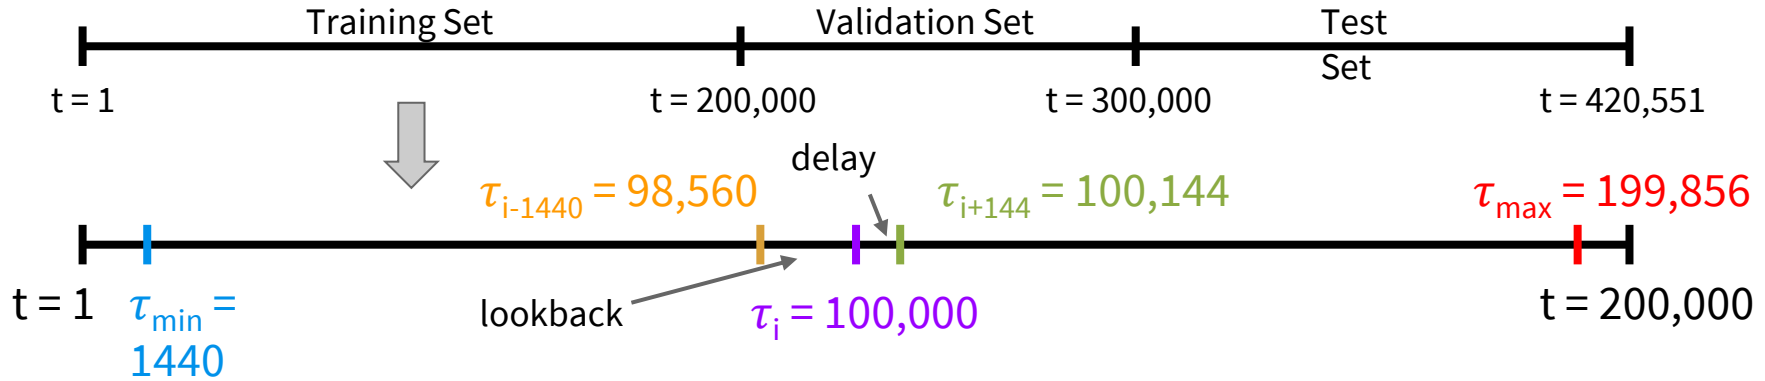 Training Set
Validation Set
Test
Set
t = 1
t = 200,000
t = 300,000
t = 420,551
delay
τi-1440 = 98,560
τi+144 = 100,144
τmax = 199,856
t = 1
τmin =
1440
lookback
τi = 100,000
t = 200,000